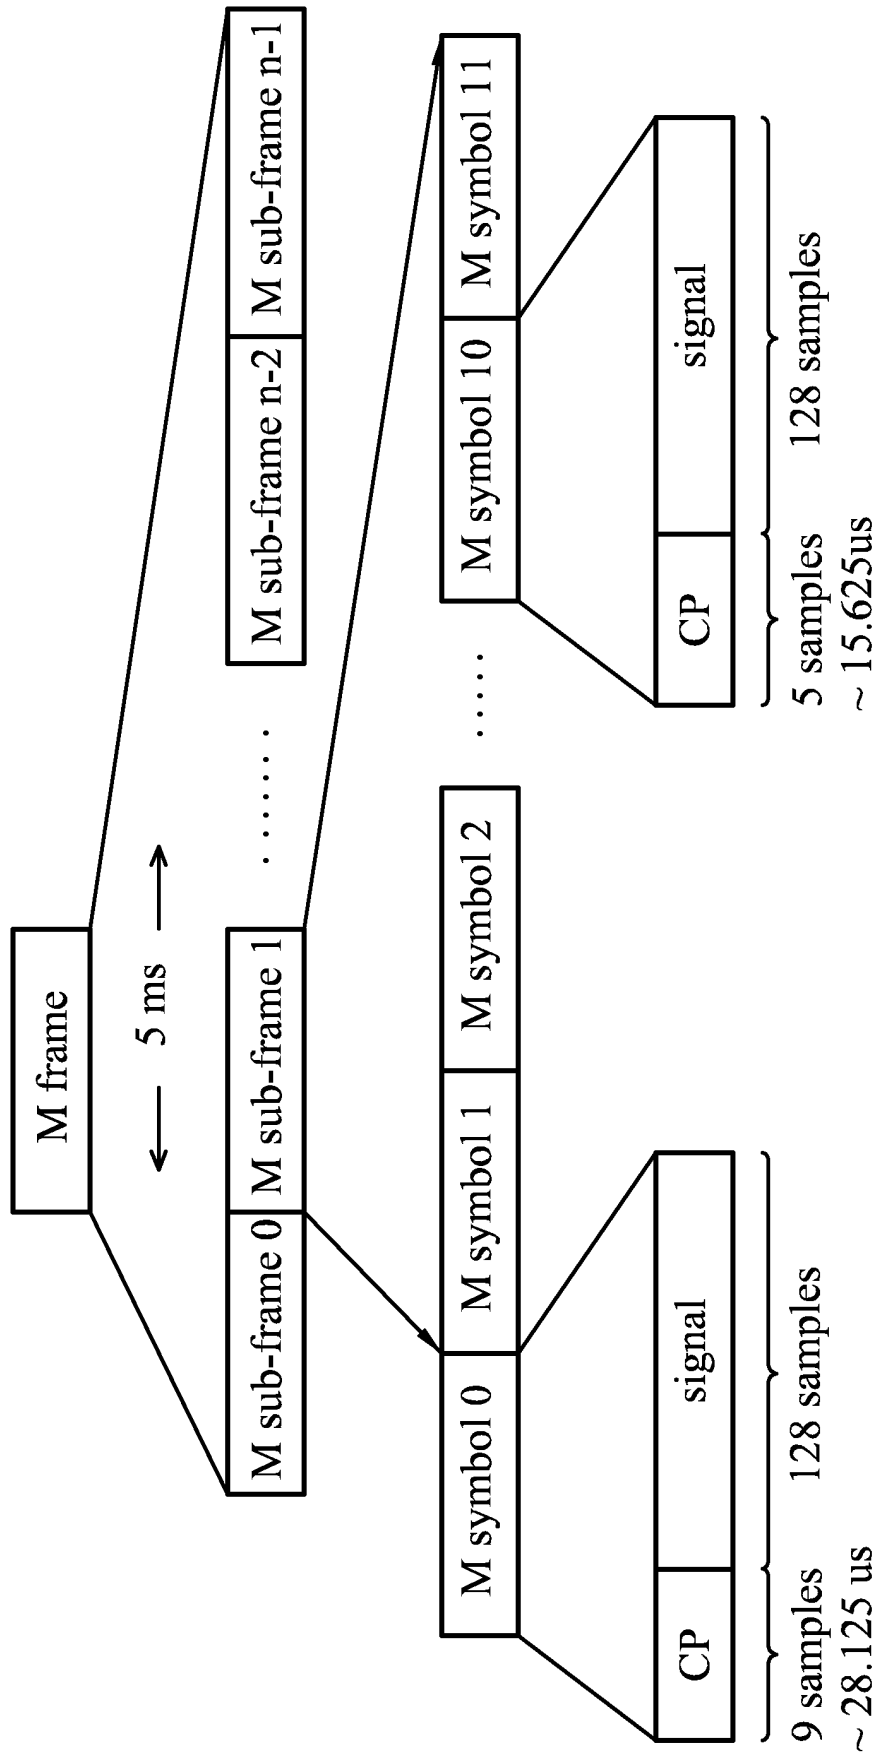 M frame
5 ms
M sub-frame 0
M sub-frame 1
......
M sub-frame n-2
M sub-frame n-1
M symbol 0
M symbol 1
M symbol 2
.....
M symbol 10
M symbol 11
CP
signal
CP
signal
9 samples
~ 28.125 us
128 samples
5 samples
~ 15.625us
128 samples